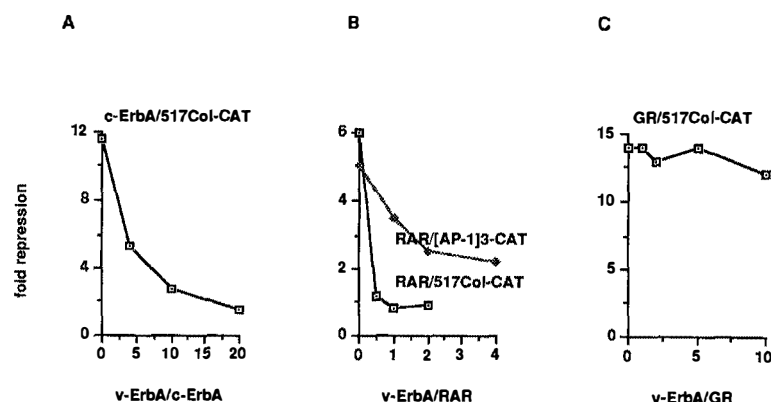 A
B
C
c-ErbA/517Col-CAT
GR/517Col-CAT
fold repression
12
8
4
0
0
5
10
15
20
v-ErbA/c-ErbA
6
4
2
0
RAR/[AP-1]3-CAT
RAR/517Col-CAT
0
1
2
3
4
v-ErbA/RAR
15
10
5
0
0
5
10
v-ErbA/GR